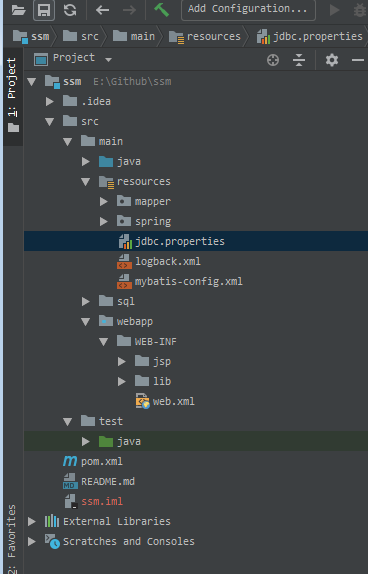 Add Configuration...
ssm src main resources jdbc.properties
1: Project
Project
ssm E:\Github\ssm
.idea
src
main
java
resources
mapper
spring
jdbc.properties
logback.xml
mybatis-config.xml
sql
webapp
WEB-INF
jsp
lib
web.xml
test
java
pom.xml
README.md
ssm.iml
External Libraries
Scratches and Consoles
2: Favorites